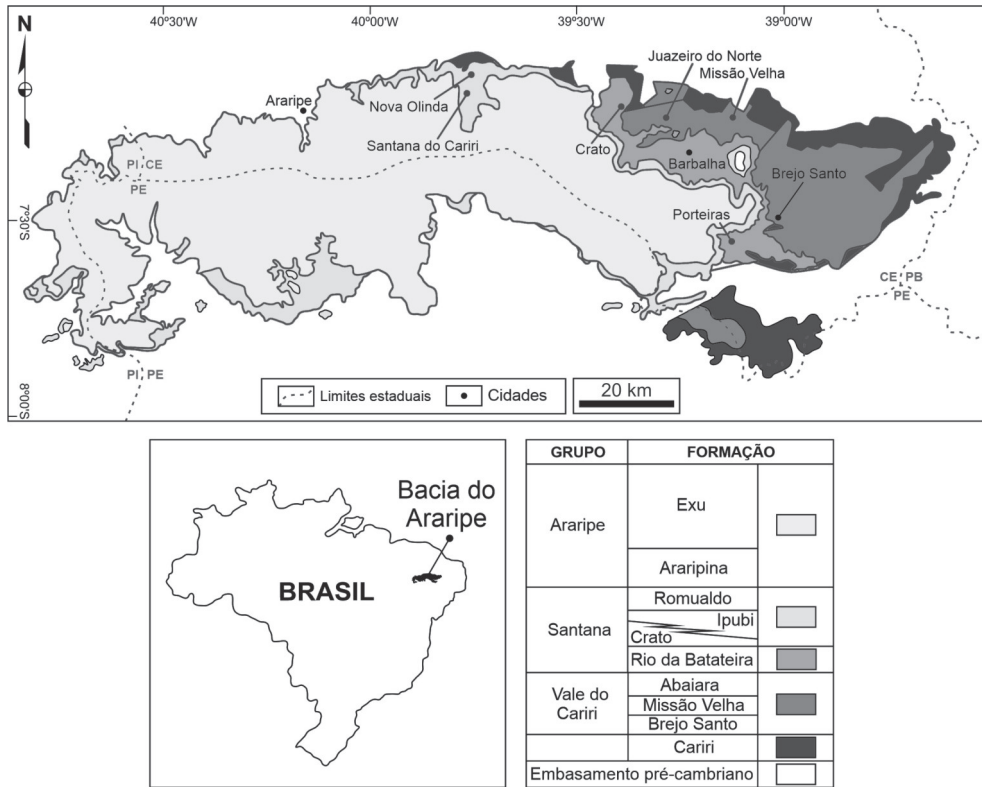 N
40°30'W
40°00'W
39°30'W
39°00'W
Juazeiro do Norte
Missão Velha
Araripe
Nova Olinda
Santana do Cariri
Crato
Barbalha
Brejo Santo
Porteiras
PI CE
PE
7°30'S
CE PB
PE
PI PE
8°00'S
Limites estaduais
Cidades
20 km
Bacia do
Araripe
BRASIL
GRUPO FORMAÇÃO
Araripe
Exu
Araripina
Santana
Romualdo
Ipubi
Crato
Rio da Batateira
Vale do
Cariri
Abaiara
Missão Velha
Brejo Santo
Cariri
Embasamento pré-cambriano